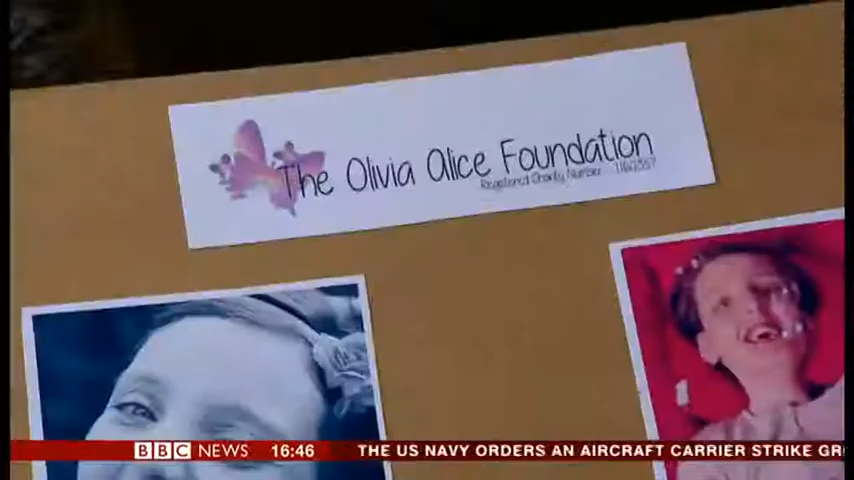 The Olivia Alice Foundation
Registered Charity Number 1160357
BBC NEWS 16:46 THE US NAVY ORDERS AN AIRCRAFT CARRIER STRIKE GR